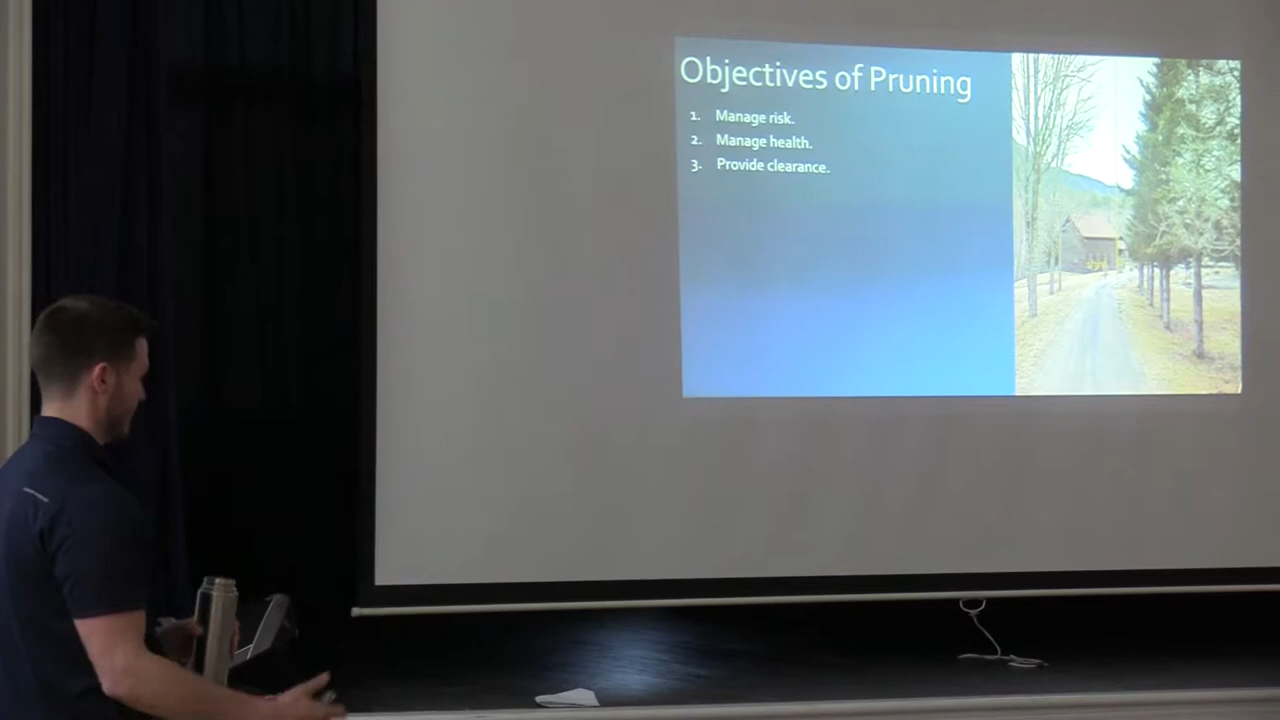 Objectives of Pruning
1. Manage risk.
2. Manage health.
3. Provide clearance.